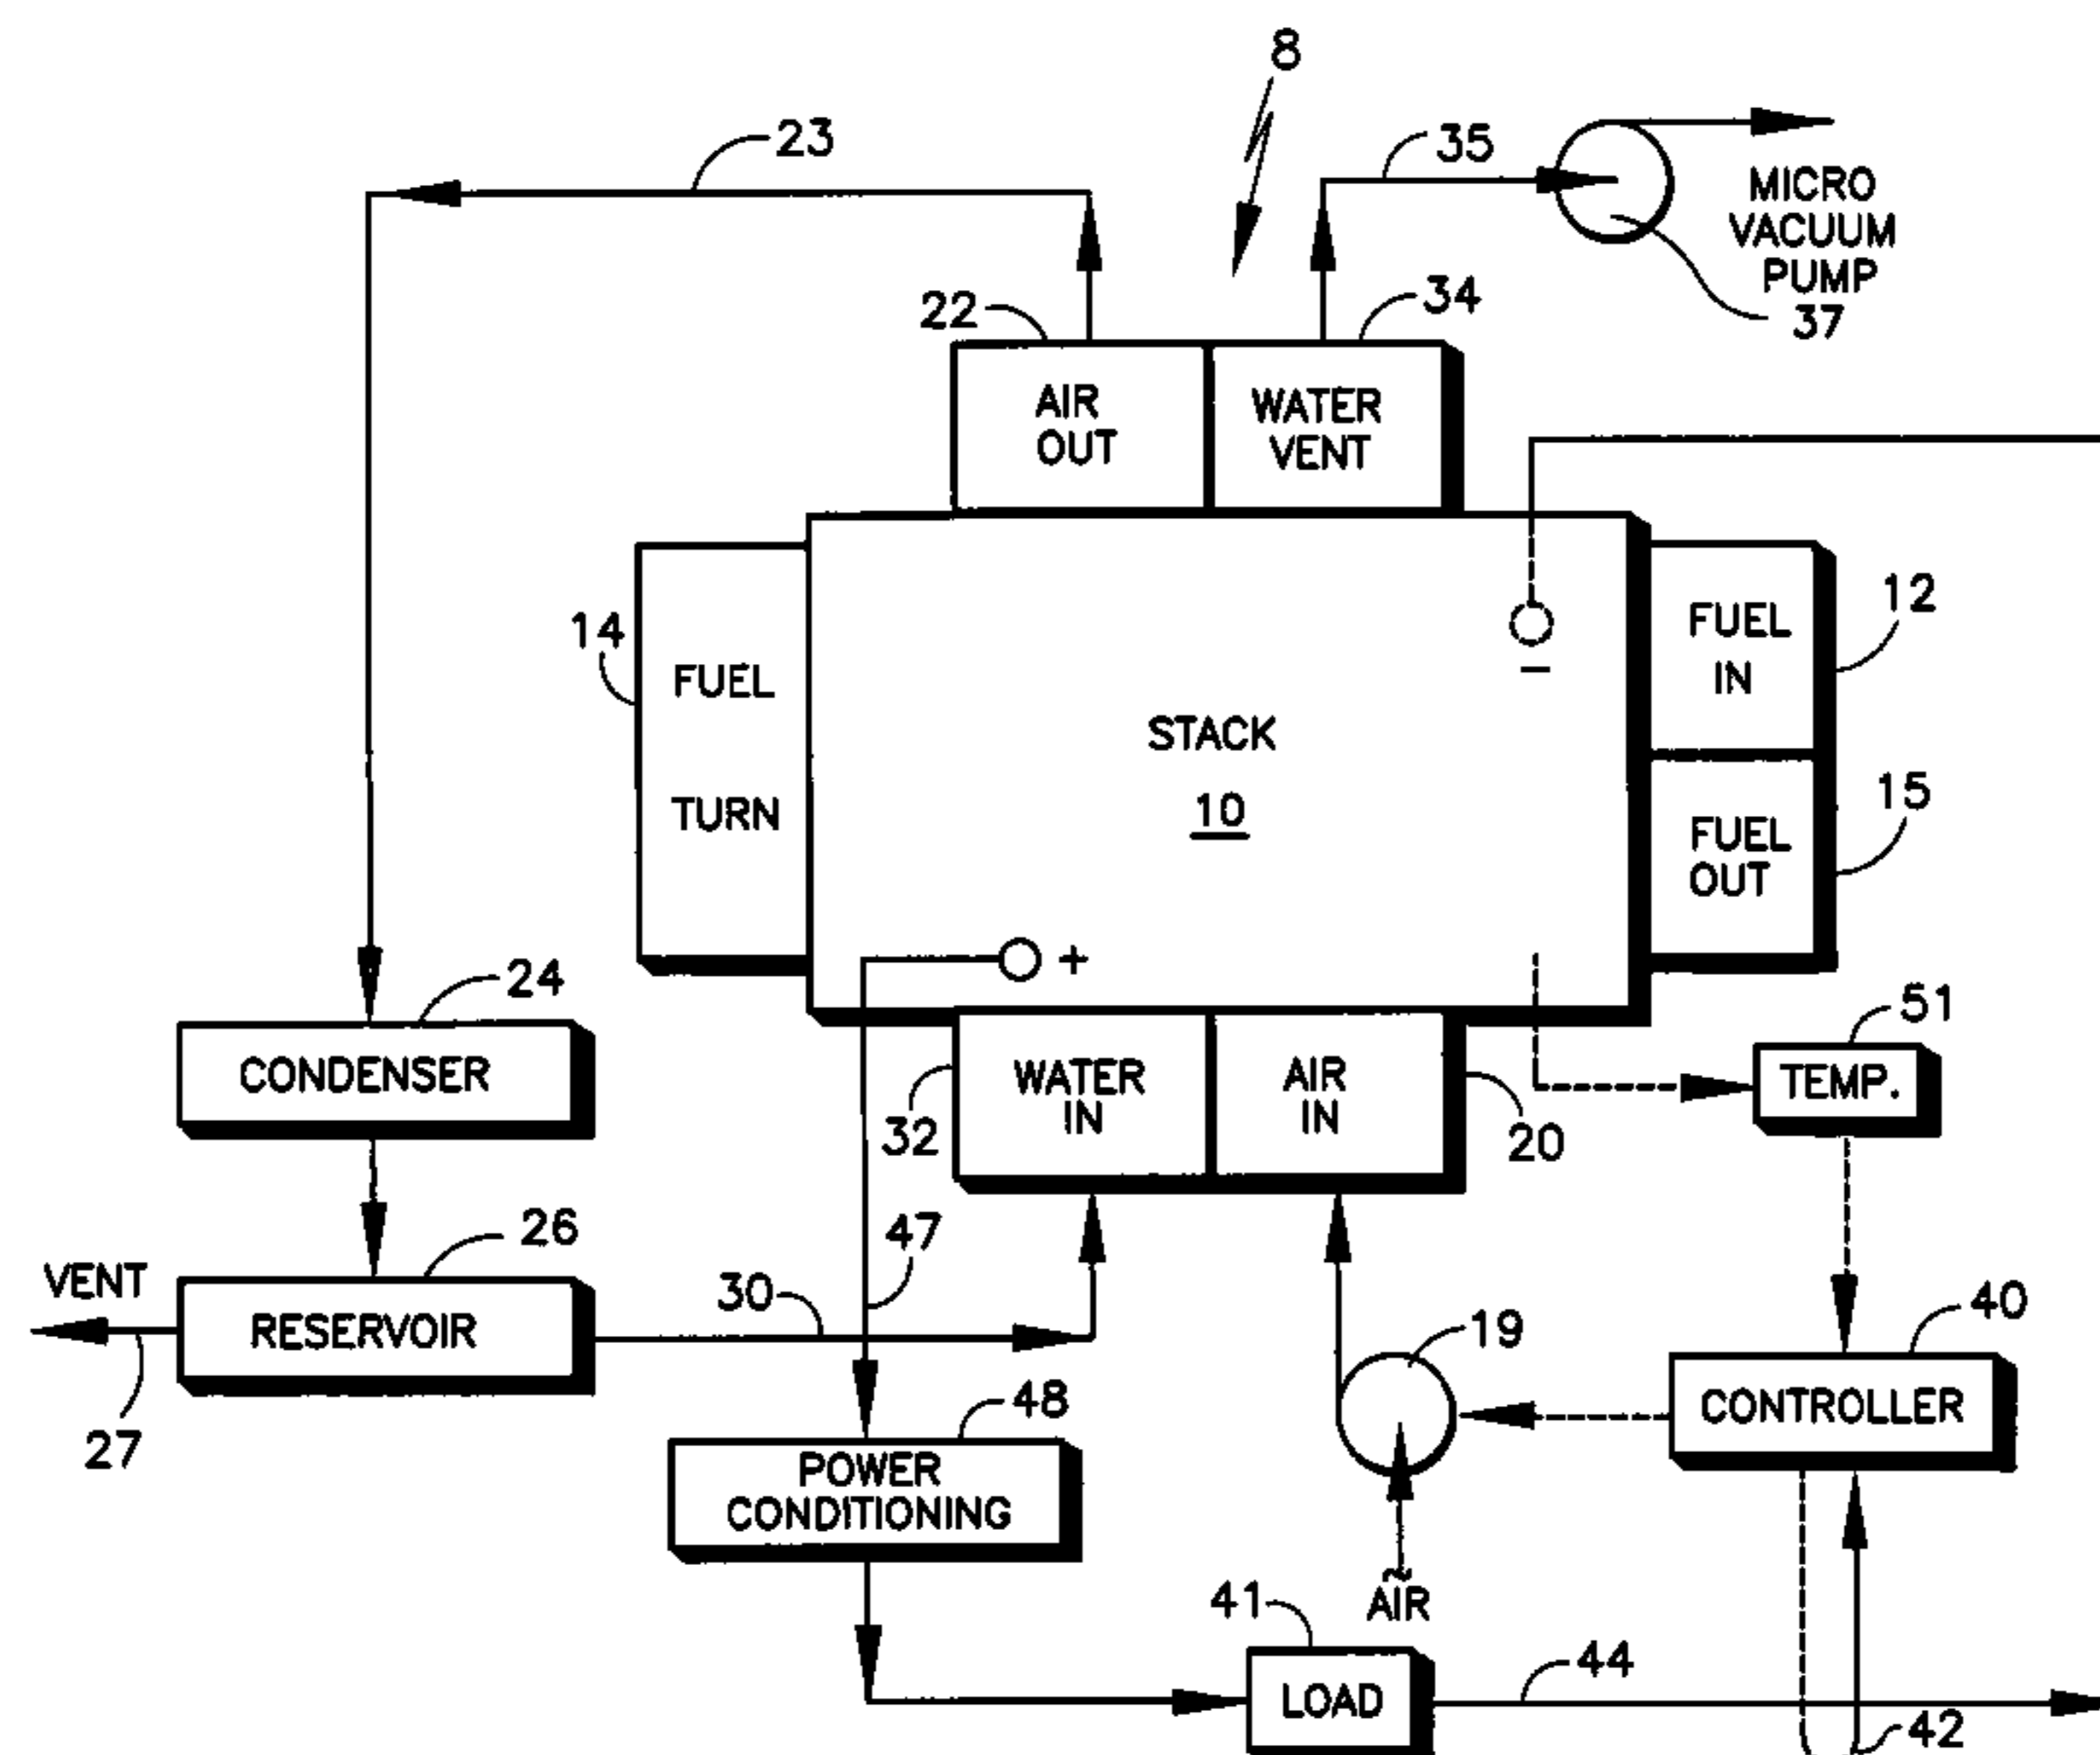 8
23
35
MICRO
VACUUM
PUMP
37
22
34
AIR
OUT
WATER
VENT
14
FUEL
TURN
STACK
10
−
FUEL
IN
12
FUEL
OUT
15
+
24
CONDENSER
32
WATER
IN
AIR
IN
20
51
TEMP.
26
VENT
RESERVOIR
27
30
47
19
40
CONTROLLER
48
POWER
CONDITIONING
AIR
41
LOAD
44
42